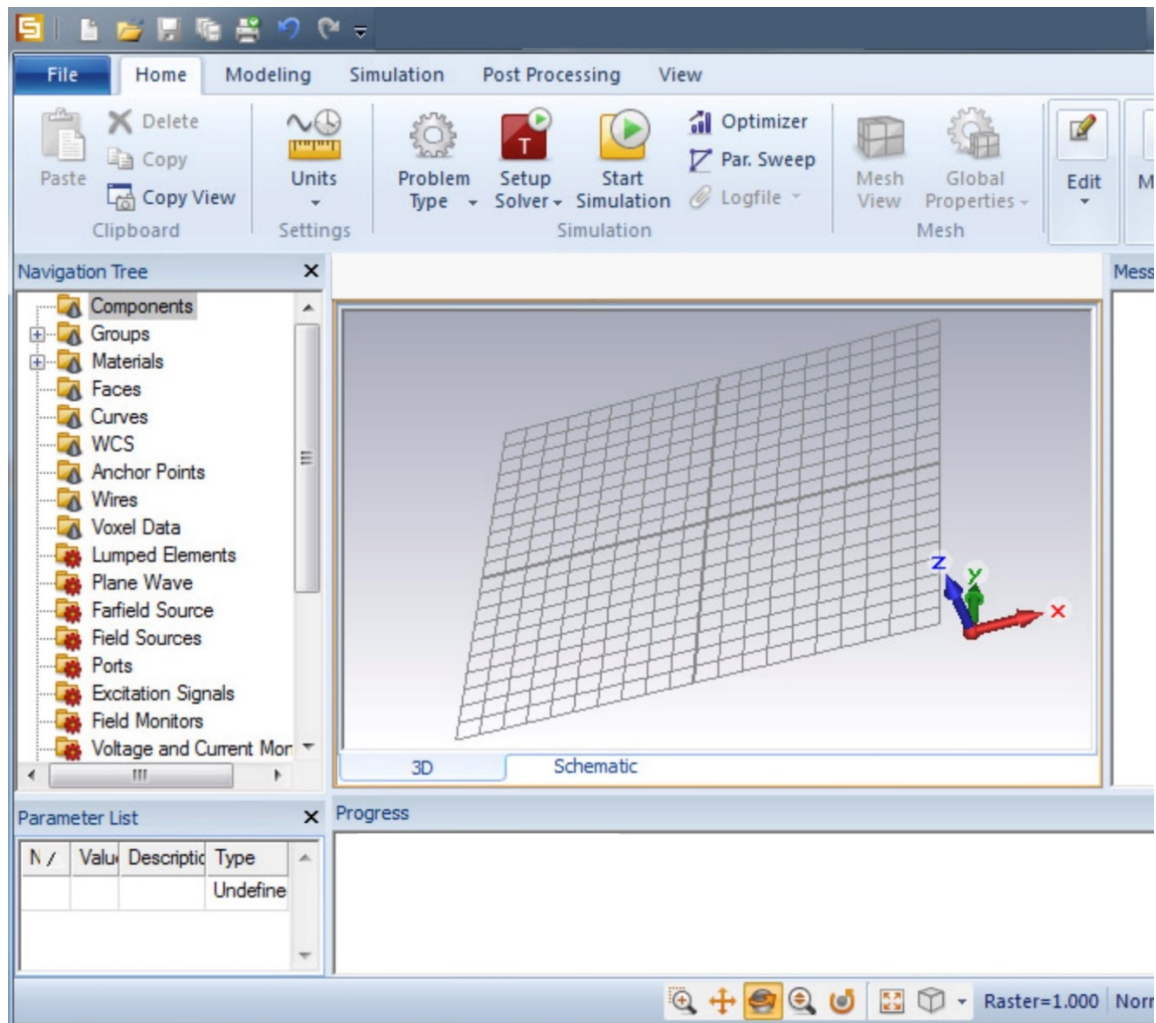 File Home Modeling Simulation Post Processing View
Paste
Delete
Copy
Copy View
Clipboard
Units
Settings
Problem Type
T
Setup Solver
Start Simulation
Optimizer
Par. Sweep
Logfile
Simulation
Mesh View
Global Properties
Mesh
Edit
M
Navigation Tree
Components
Groups
Materials
Faces
Curves
WCS
Anchor Points
Wires
Voxel Data
Lumped Elements
Plane Wave
Farfield Source
Field Sources
Ports
Excitation Signals
Field Monitors
Voltage and Current Mor
z
y
x
3D Schematic
Mess
Parameter List
N Valu Descriptic Type
Undefine
Progress
Raster=1.000 Norr